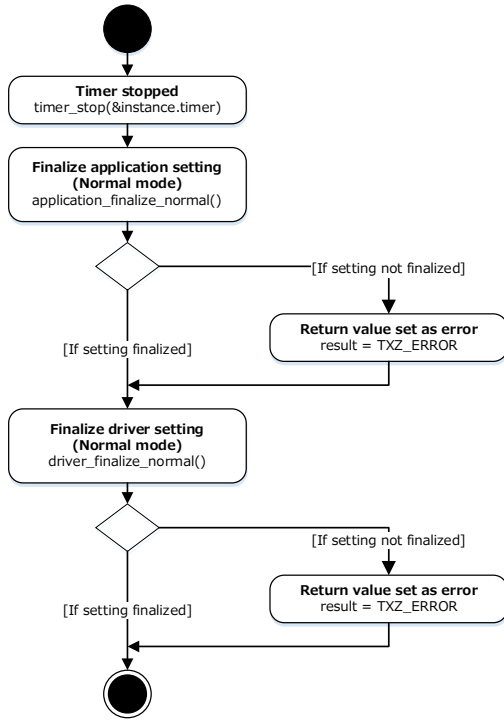 Timer stopped
timer_stop(&instance.timer)
Finalize application setting
(Normal mode)
application_finalize_normal()
[If setting not finalized]
Return value set as error
result = TXZ_ERROR
[If setting finalized]
Finalize driver setting
(Normal mode)
driver_finalize_normal()
[If setting not finalized]
Return value set as error
result = TXZ_ERROR
[If setting finalized]